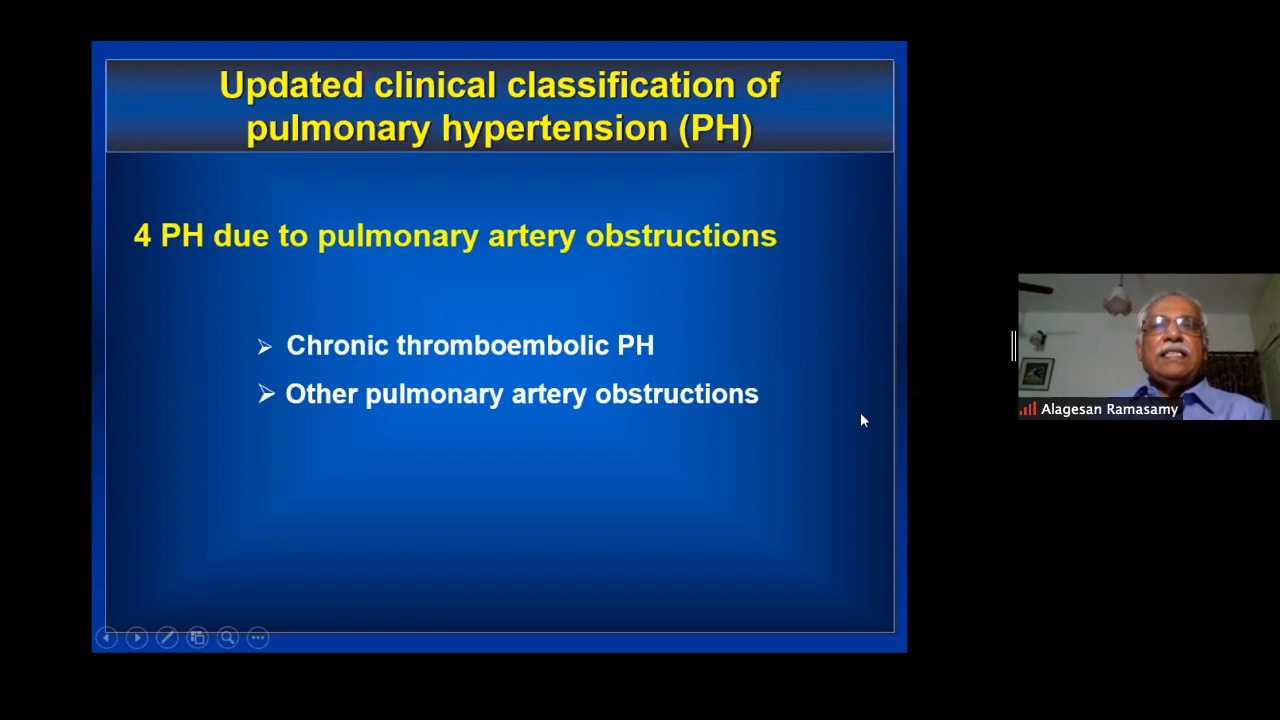 Updated clinical classification of
pulmonary hypertension (PH)
4 PH due to pulmonary artery obstructions
➢ Chronic thromboembolic PH
➢ Other pulmonary artery obstructions
Alagesan Ramasamy